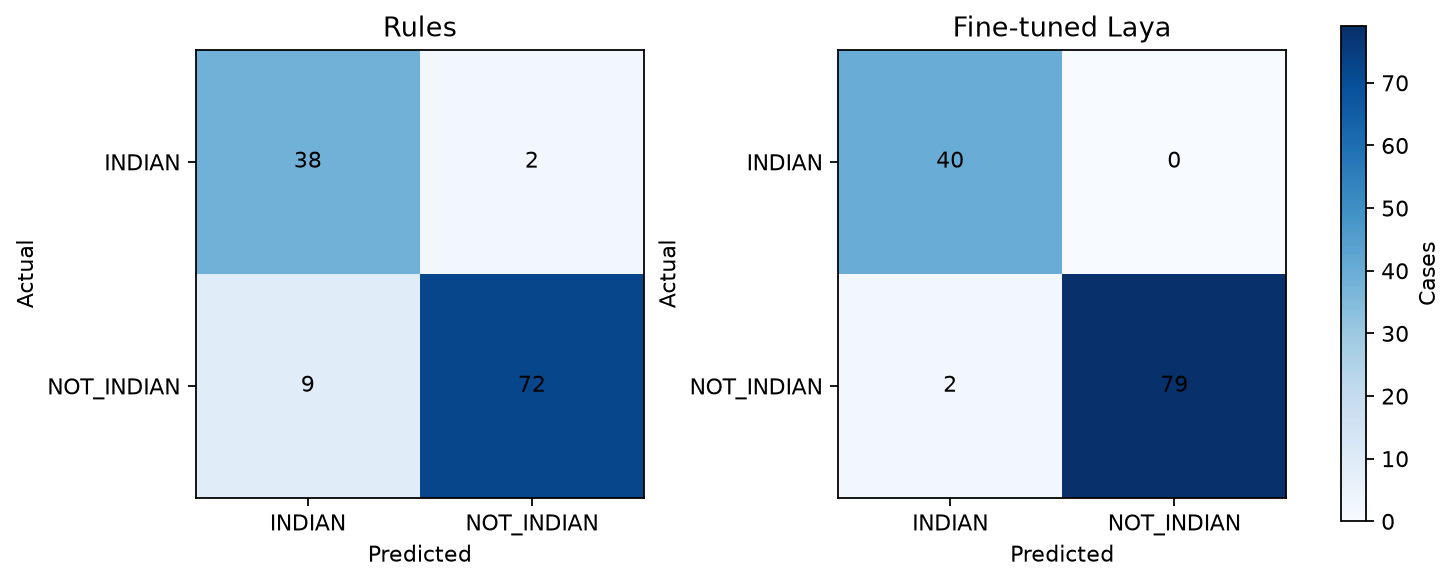 Rules
Fine-tuned Laya
INDIAN 38 2
NOT_INDIAN 9 72
Actual
INDIAN NOT_INDIAN
Predicted
INDIAN 40 0
NOT_INDIAN 2 79
Actual
INDIAN NOT_INDIAN
Predicted
70
60
50
40
30
20
10
0
Cases